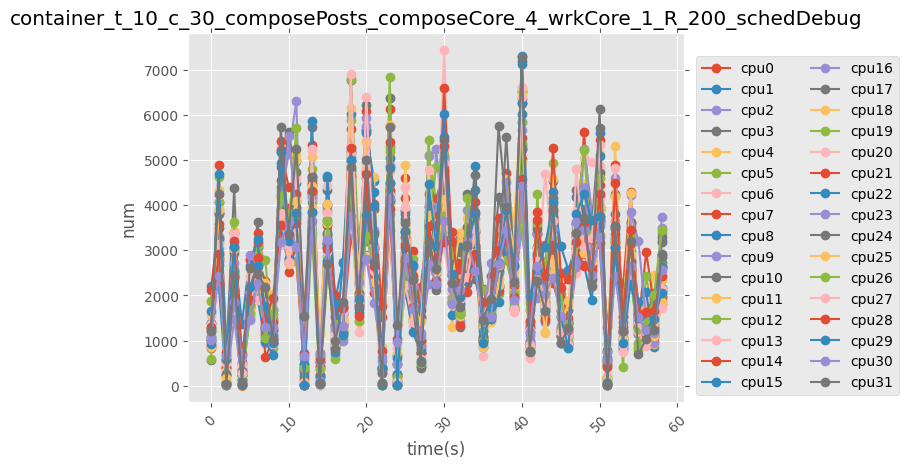 container_t_10_c_30_composePosts_composeCore_4_wrkCore_1_R_200_schedDebug
num
7000
6000
5000
4000
3000
2000
1000
0
0 10 20 30 40 50 60
time(s)
cpu0 cpu16
cpu1 cpu17
cpu2 cpu18
cpu3 cpu19
cpu4 cpu20
cpu5 cpu21
cpu6 cpu22
cpu7 cpu23
cpu8 cpu24
cpu9 cpu25
cpu10 cpu26
cpu11 cpu27
cpu12 cpu28
cpu13 cpu29
cpu14 cpu30
cpu15 cpu31